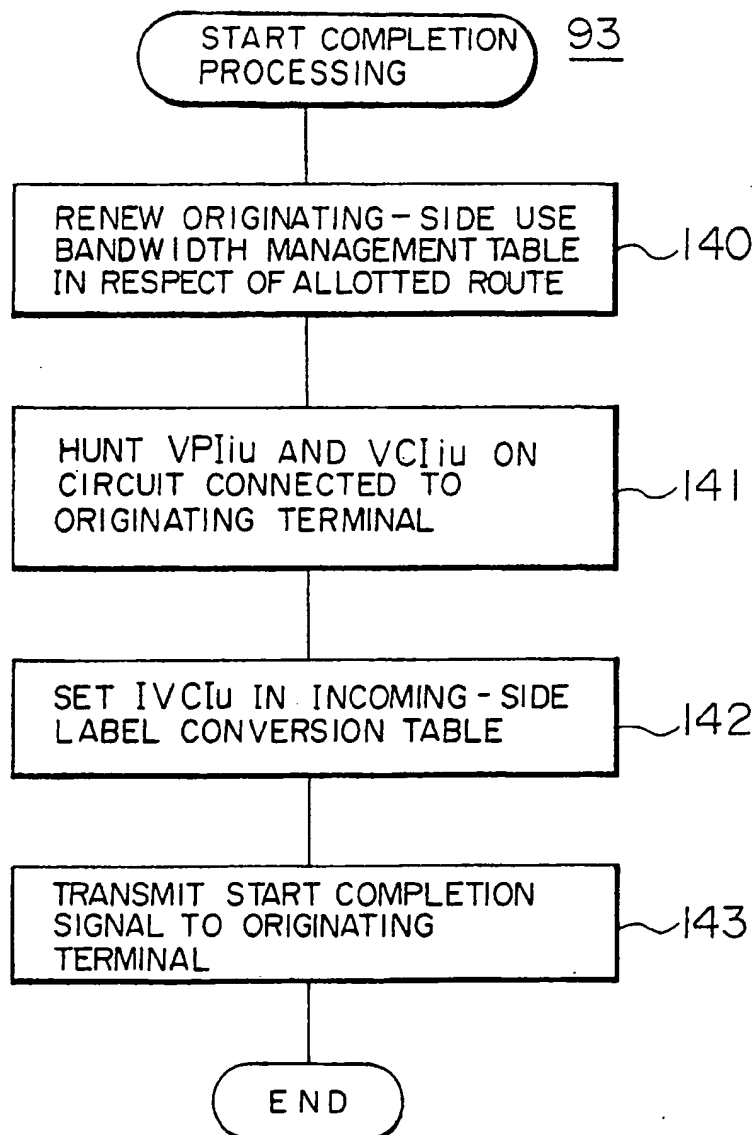 START COMPLETION
PROCESSING
93
RENEW ORIGINATING-SIDE USE
BANDWIDTH MANAGEMENT TABLE
IN RESPECT OF ALLOTTED ROUTE
140
HUNT VPIiu AND VCIiu ON
CIRCUIT CONNECTED TO
ORIGINATING TERMINAL
141
SET IVCIu IN INCOMING-SIDE
LABEL CONVERSION TABLE
142
TRANSMIT START COMPLETION
SIGNAL TO ORIGINATING
TERMINAL
143
END